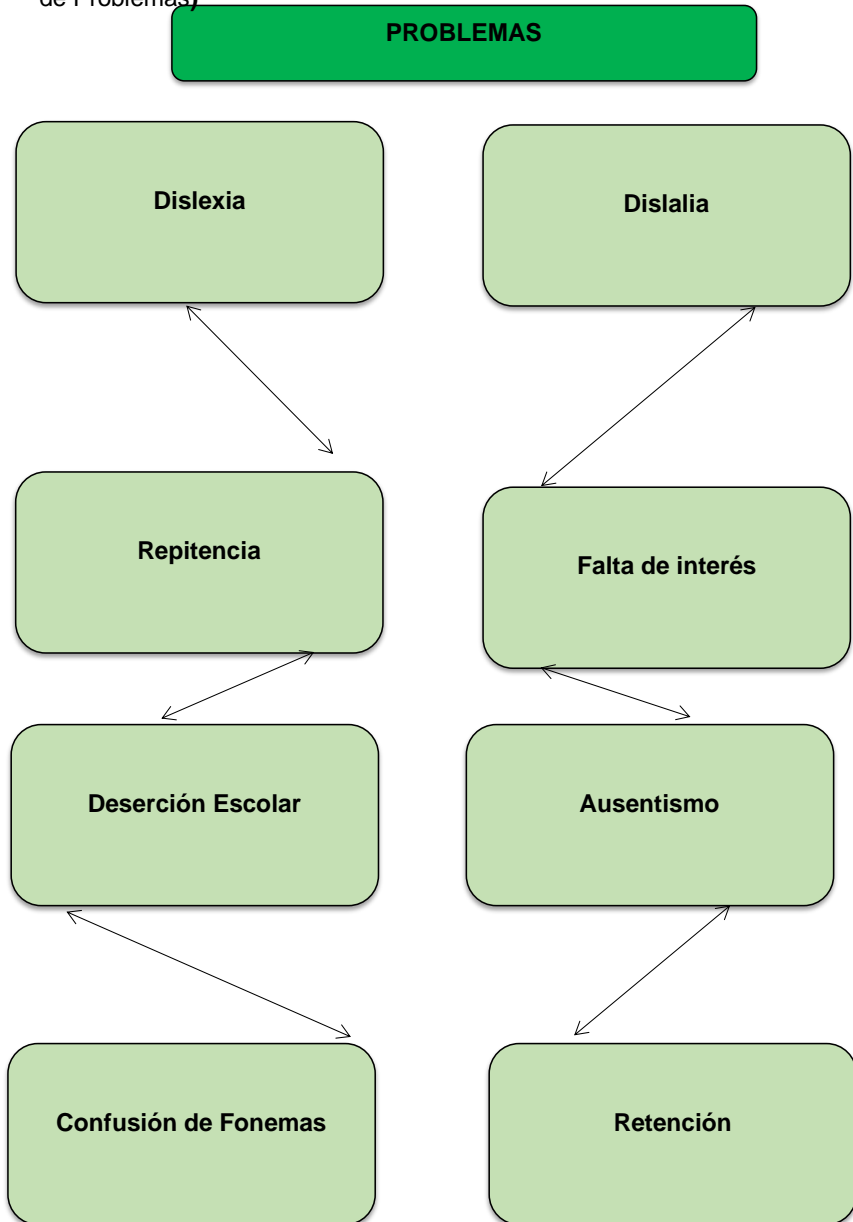 de Problemas)
PROBLEMAS
Dislexia
Dislalia
Repitencia
Falta de interés
Deserción Escolar
Ausentismo
Confusión de Fonemas
Retención